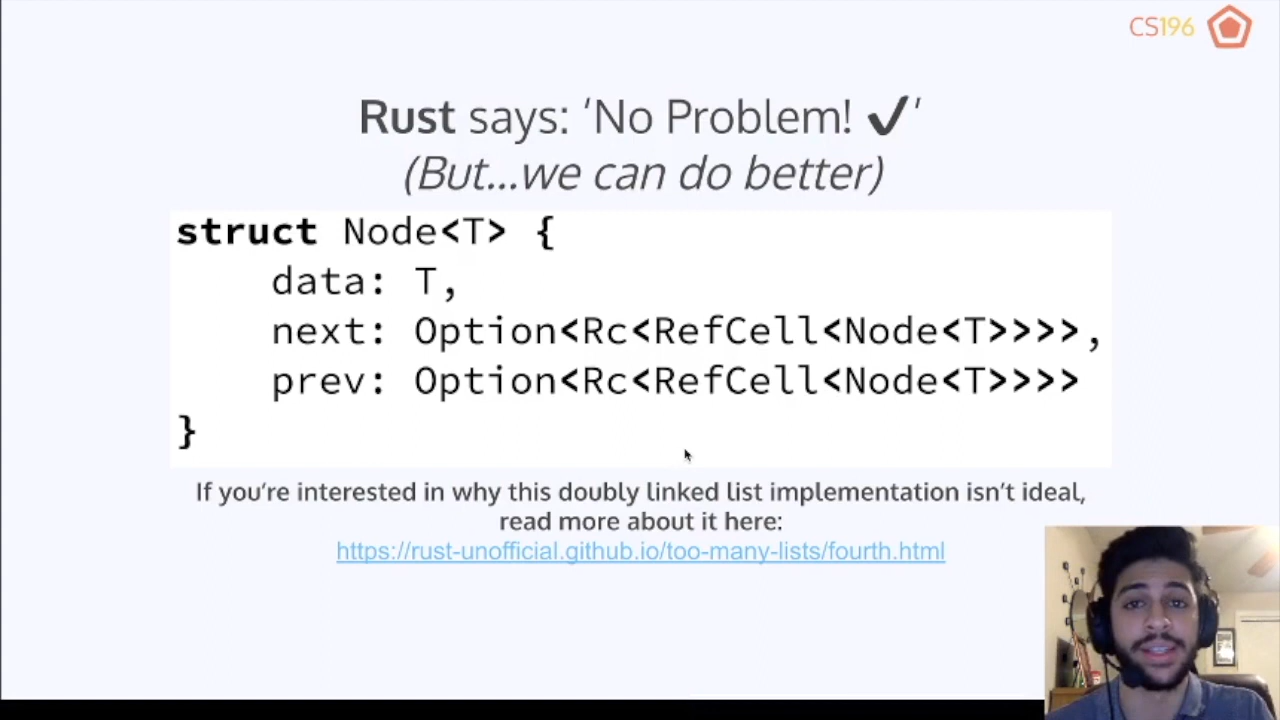 CS196
Rust says: ‘No Problem! ✔’
(But...we can do better)
struct Node<T> {
    data: T,
    next: Option<Rc<RefCell<Node<T>>>>,
    prev: Option<Rc<RefCell<Node<T>>>>
}
If you’re interested in why this doubly linked list implementation isn’t ideal,
read more about it here:
https://rust-unofficial.github.io/too-many-lists/fourth.html